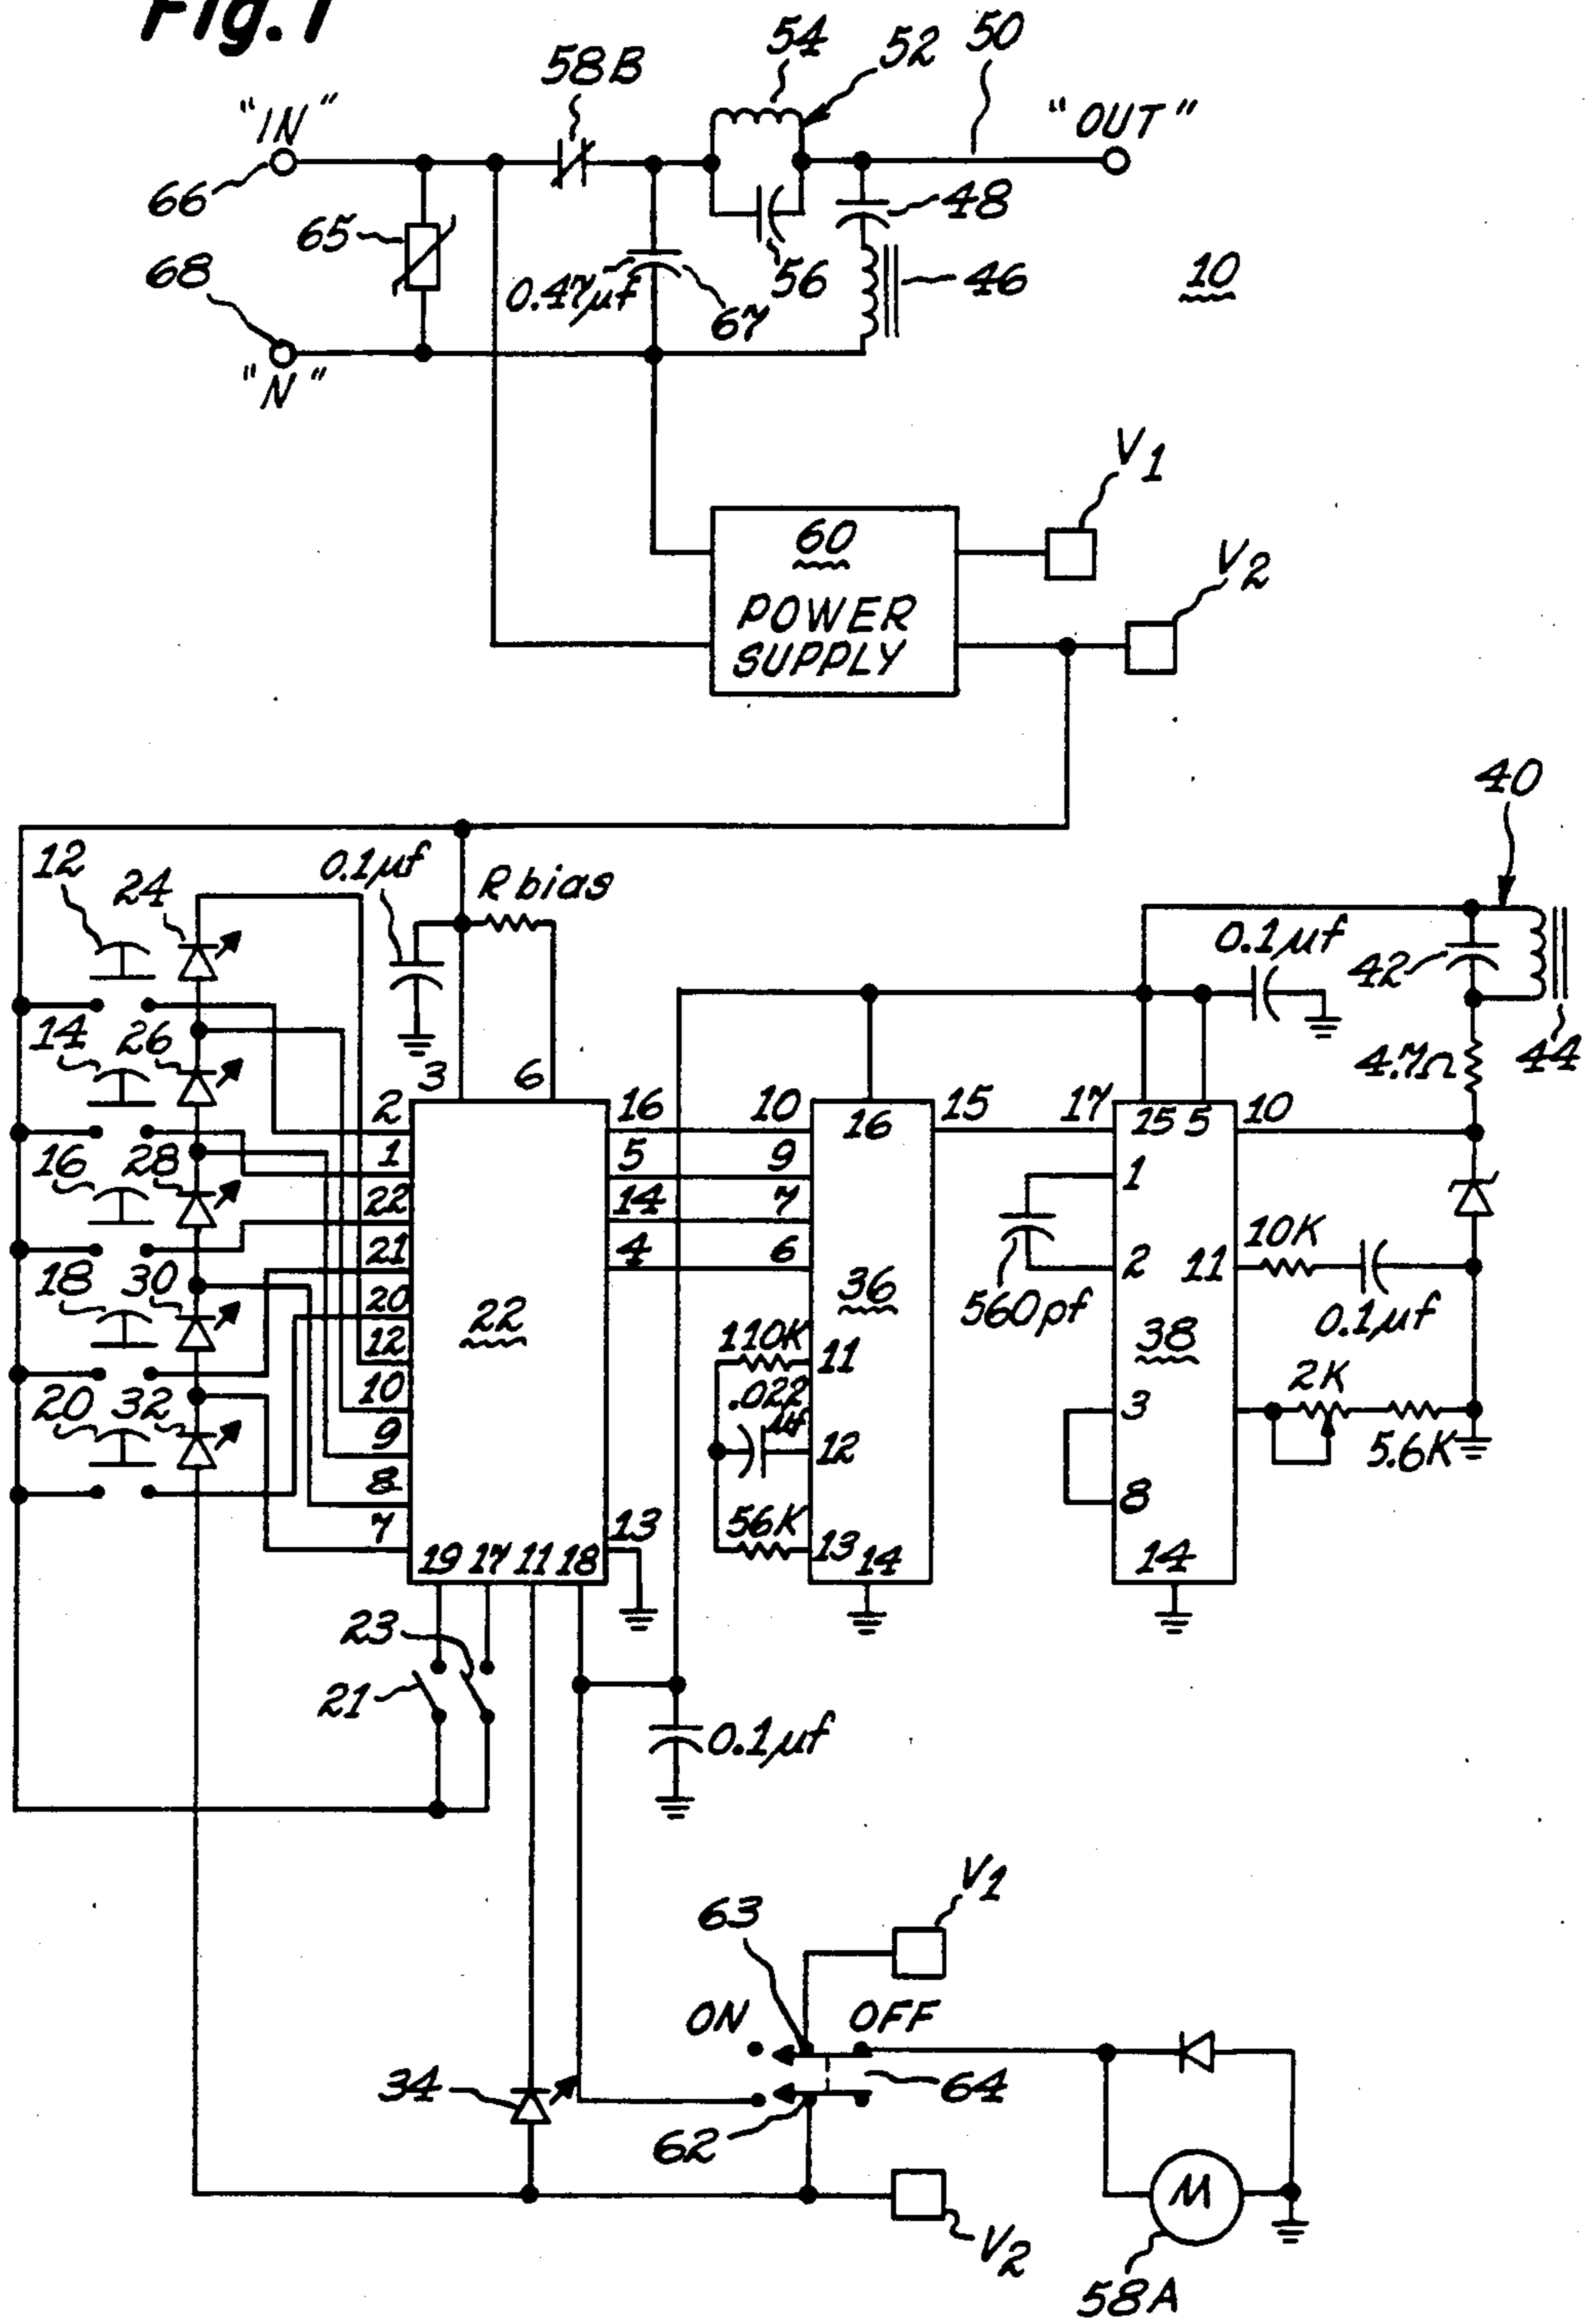 Fig. 1
54 52 50
58B
"IN" "OUT"
66 65 48
68 0.47µf 67 56 46 10
"N"
V1
60 V2
POWER
SUPPLY
40
12 24 0.1µf R bias
0.1µf 42
14 26 3 6 4.7Ω 44
2 16 10 16 15 17 15 5 10
16 28 1 5 9 1
22 14 7
18 30 21 4 6 2 11 10K
20 22 36 560pf 38 0.1µf
12 110K 11
20 32 10 .022 3 2K
9 µf 12 5.6K
8 8
7 13 56K 13 14 14
19 17 11 18
23
21 0.1µf
V1
63
ON OFF
34 64
62 M
V2
58A